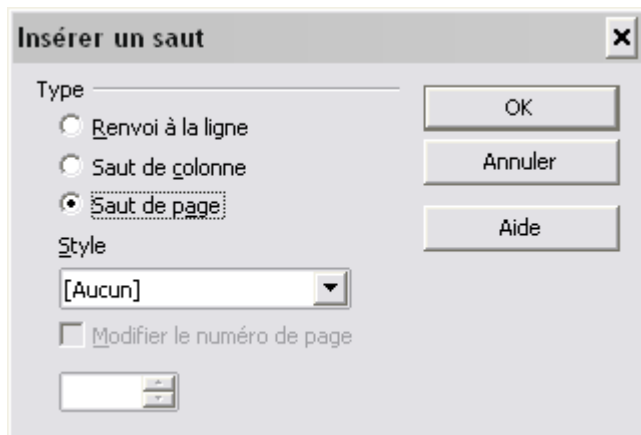 Insérer un saut
Type
Renvoi à la ligne
Saut de colonne
Saut de page
Style
[Aucun]
Modifier le numéro de page
OK
Annuler
Aide